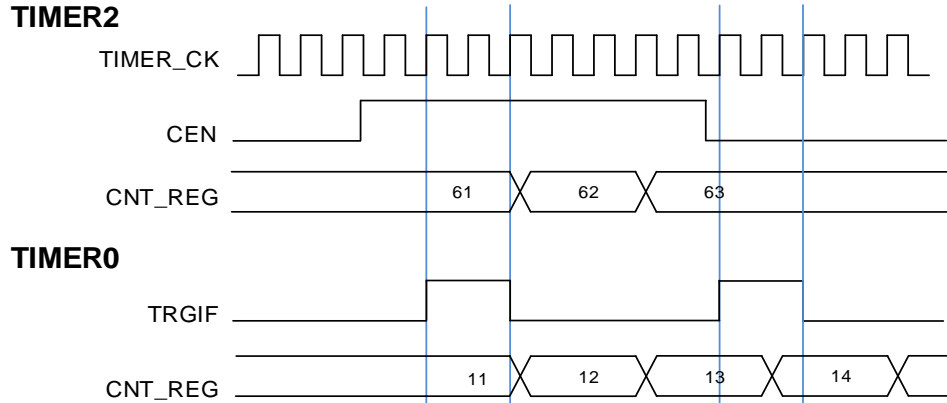 TIMER2
TIMER_CK
CEN
CNT_REG 61 62 63
TIMER0
TRGIF
CNT_REG 11 12 13 14